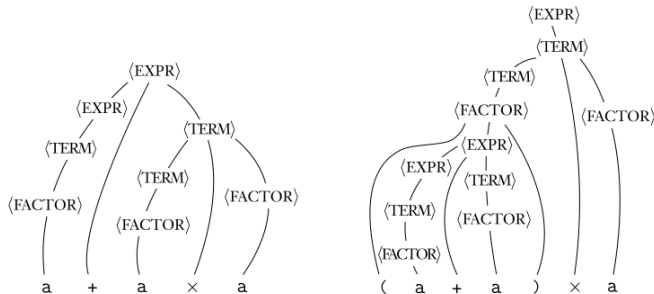 ⟨EXPR⟩
⟨EXPR⟩
⟨TERM⟩
⟨TERM⟩
⟨TERM⟩
⟨FACTOR⟩
⟨FACTOR⟩
⟨FACTOR⟩
a + a × a
⟨EXPR⟩
⟨TERM⟩
⟨TERM⟩
⟨FACTOR⟩ ⟨FACTOR⟩
⟨EXPR⟩
⟨EXPR⟩
⟨TERM⟩
⟨TERM⟩
⟨FACTOR⟩
⟨FACTOR⟩
( a + a ) × a